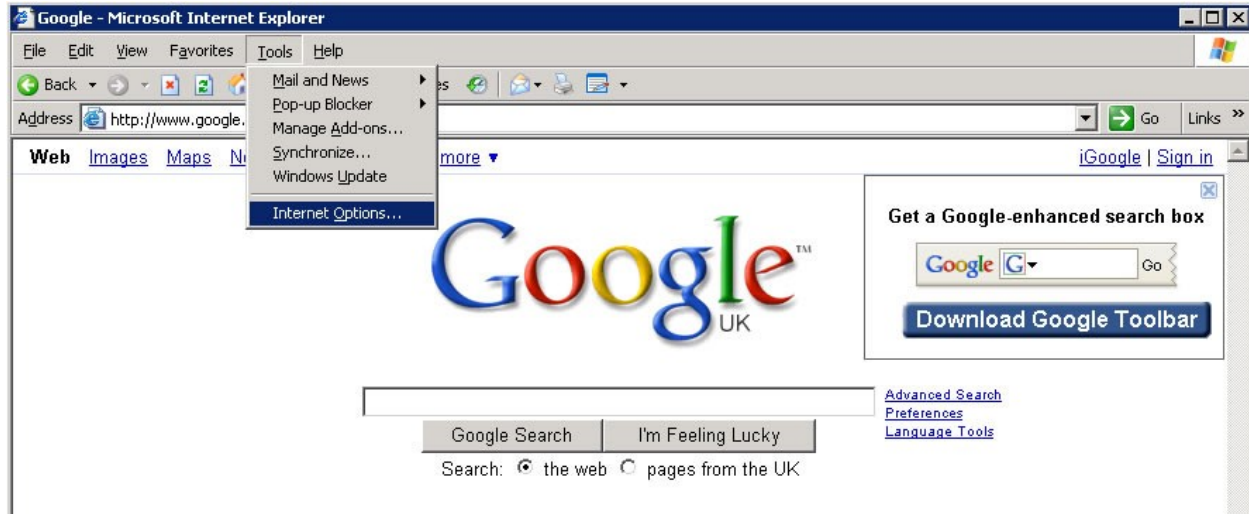 Google - Microsoft Internet Explorer
File Edit View Favorites Tools Help
Back
Mail and News
Pop-up Blocker
Manage Add-ons...
Synchronize...
Windows Update
Internet Options...
Address http://www.google. Go Links »
Web Images Maps more ▼ iGoogle | Sign in
Get a Google-enhanced search box
Google G Go
Download Google Toolbar
Google™
UK
Advanced Search
Preferences
Language Tools
Google Search I'm Feeling Lucky
Search: the web pages from the UK